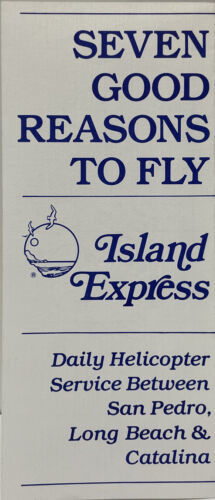 SEVEN
GOOD
REASONS
TO FLY
Island
Express
®
Daily Helicopter
Service Between
San Pedro,
Long Beach &
Catalina